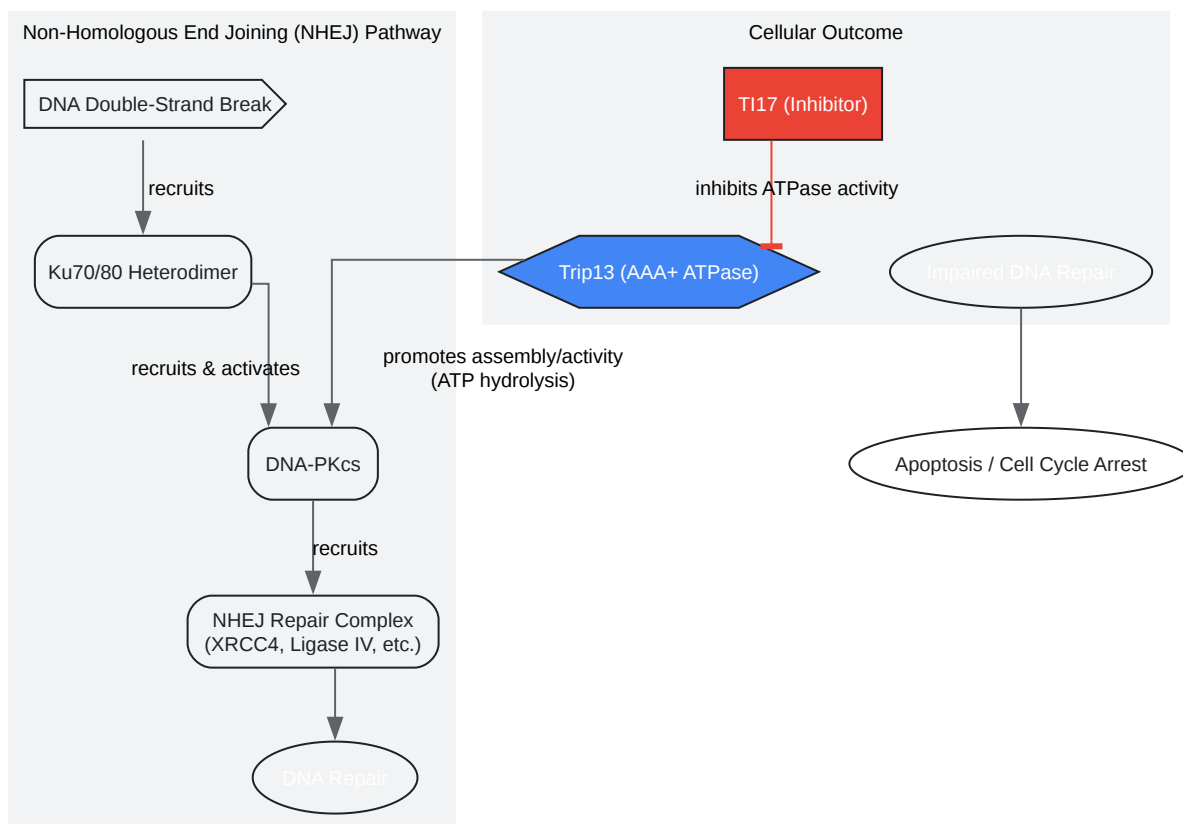 Non-Homologous End Joining (NHEJ) Pathway
DNA Double-Strand Break
recruits
Ku70/80 Heterodimer
recruits & activates
DNA-PKcs
recruits
NHEJ Repair Complex
(XRCC4, Ligase IV, etc.)
DNA Repair
Cellular Outcome
TI17 (Inhibitor)
inhibits ATPase activity
Trip13 (AAA+ ATPase)
promotes assembly/activity
(ATP hydrolysis)
Impaired DNA Repair
Apoptosis / Cell Cycle Arrest